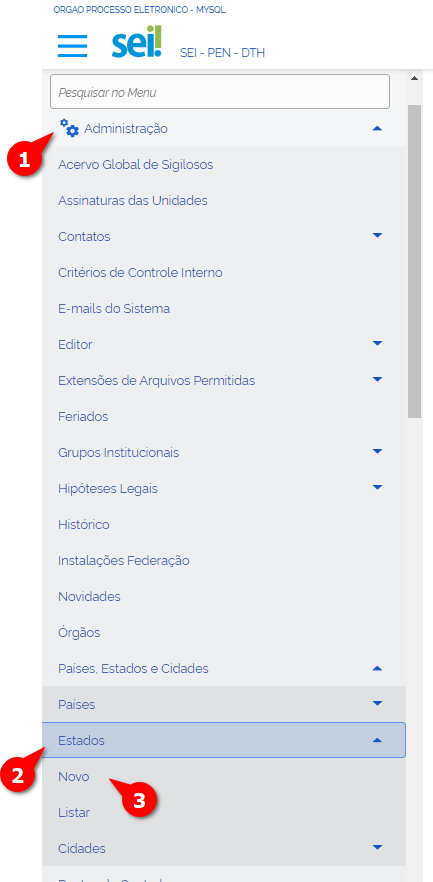 ORGAO PROCESSO ELETRONICO - MYSQL
sei!
SEI - PEN - DTH
Pesquisar no Menu
Administração
1
Acervo Global de Sigilosos
Assinaturas das Unidades
Contatos
Critérios de Controle Interno
E-mails do Sistema
Editor
Extensões de Arquivos Permitidas
Feriados
Grupos Institucionais
Hipóteses Legais
Histórico
Instalações Federação
Novidades
Órgãos
Países, Estados e Cidades
Países
Estados
2
Novo
3
Listar
Cidades